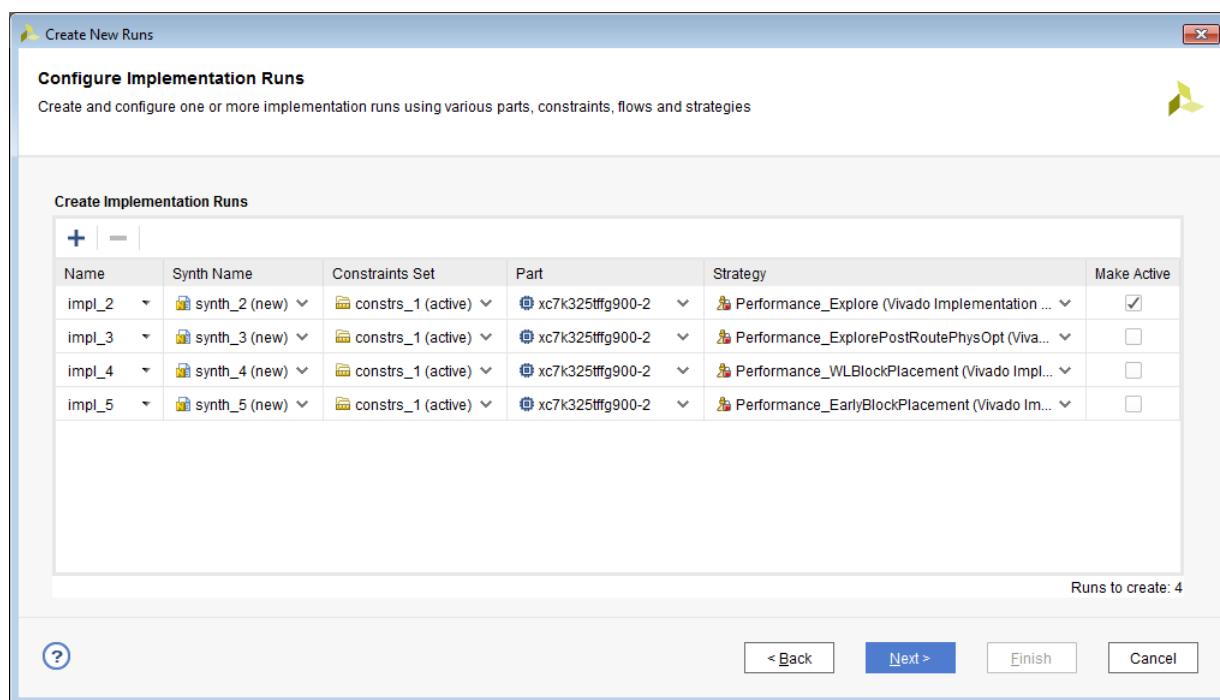 Create New Runs
Configure Implementation Runs
Create and configure one or more implementation runs using various parts, constraints, flows and strategies
Create Implementation Runs
Name Synth Name Constraints Set Part Strategy Make Active
impl_2 synth_2 (new) constrs_1 (active) xc7k325tffg900-2 Performance_Explore (Vivado Implementation ...
impl_3 synth_3 (new) constrs_1 (active) xc7k325tffg900-2 Performance_ExplorePostRoutePhysOpt (Viva...
impl_4 synth_4 (new) constrs_1 (active) xc7k325tffg900-2 Performance_WLBlockPlacement (Vivado Impl...
impl_5 synth_5 (new) constrs_1 (active) xc7k325tffg900-2 Performance_EarlyBlockPlacement (Vivado Im...
Runs to create: 4
? < Back Next > Finish Cancel